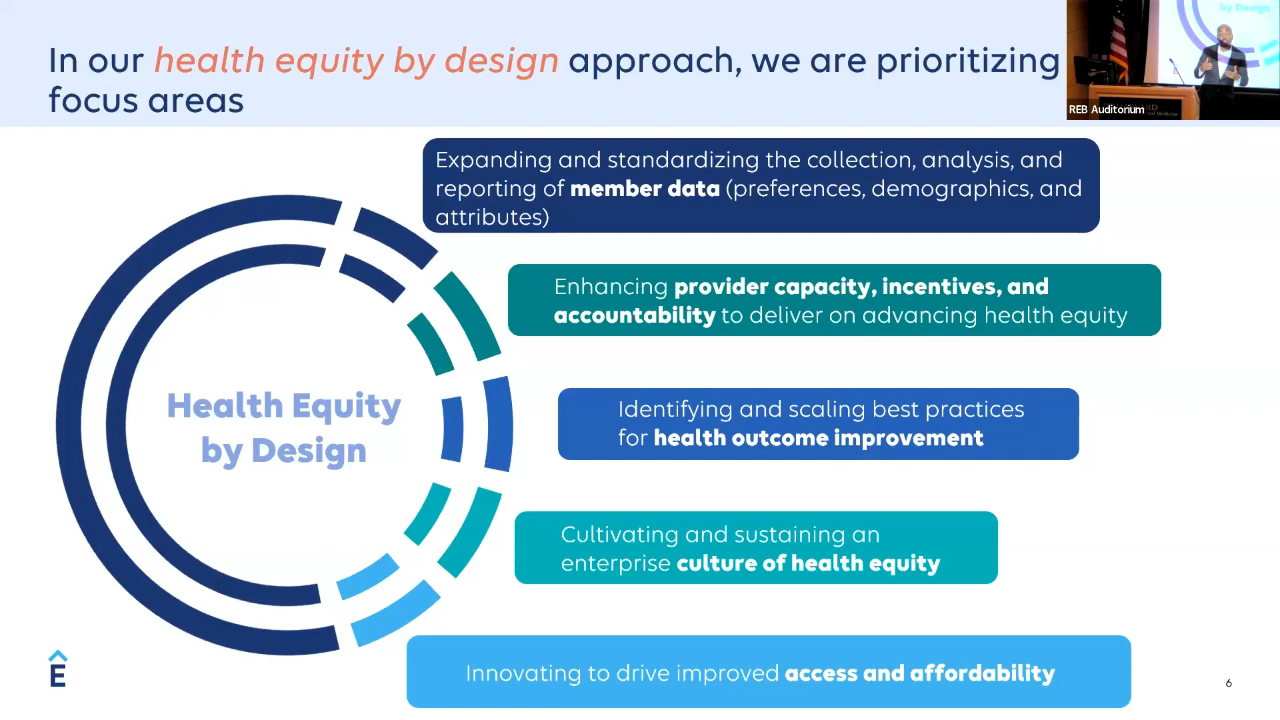 In our health equity by design approach, we are prioritizing
focus areas
by Design
REB Auditorium
Expanding and standardizing the collection, analysis, and
reporting of member data (preferences, demographics, and
attributes)
Enhancing provider capacity, incentives, and
accountability to deliver on advancing health equity
Health Equity
by Design
Identifying and scaling best practices
for health outcome improvement
Cultivating and sustaining an
enterprise culture of health equity
Innovating to drive improved access and affordability
Ê
6